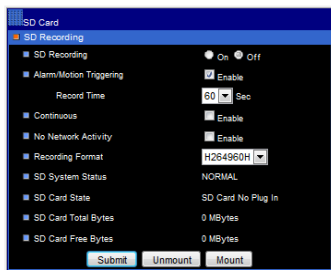 SD Card
SD Recording
SD Recording On Off
Alarm/Motion Triggering Enable
Record Time 60 Sec
Continuous Enable
No Network Activity Enable
Recording Format H264960H
SD System Status NORMAL
SD Card State SD Card No Plug In
SD Card Total Bytes 0 MBytes
SD Card Free Bytes 0 MBytes
Submit Unmount Mount